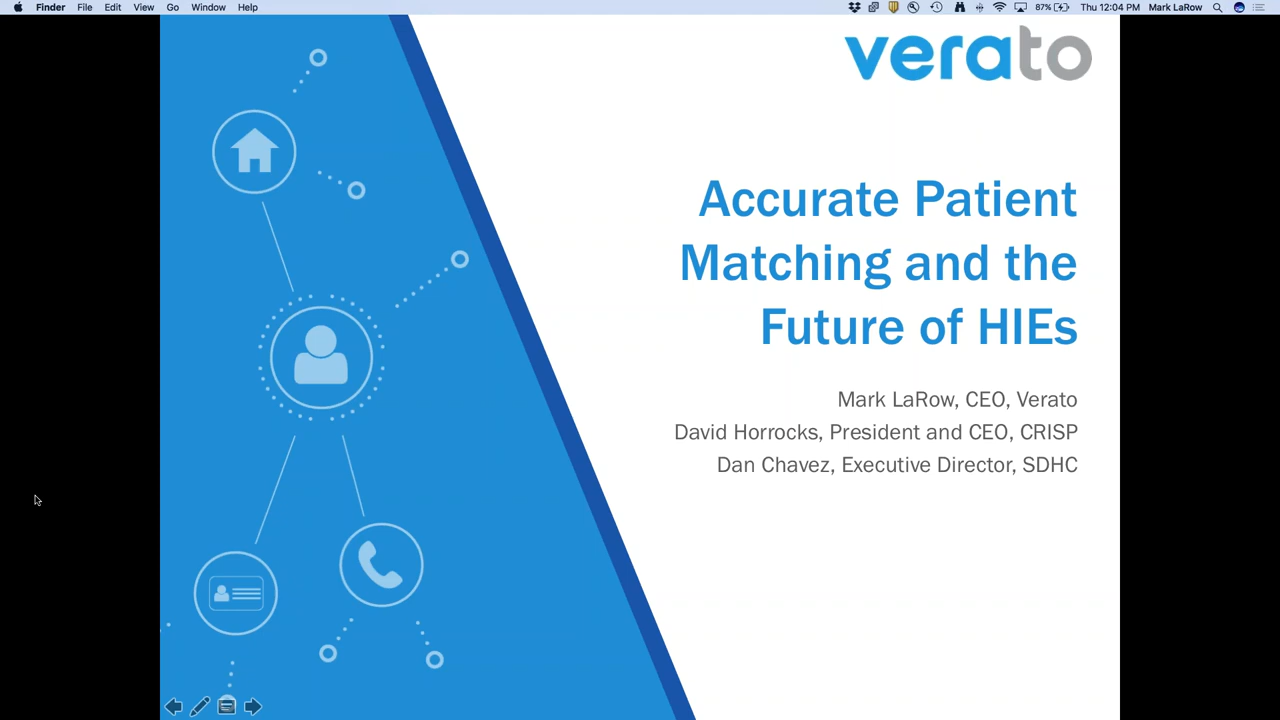 Finder File Edit View Go Window Help 87% Thu 12:04 PM Mark LaRow
verato
Accurate Patient
Matching and the
Future of HIEs
Mark LaRow, CEO, Verato
David Horrocks, President and CEO, CRISP
Dan Chavez, Executive Director, SDHC